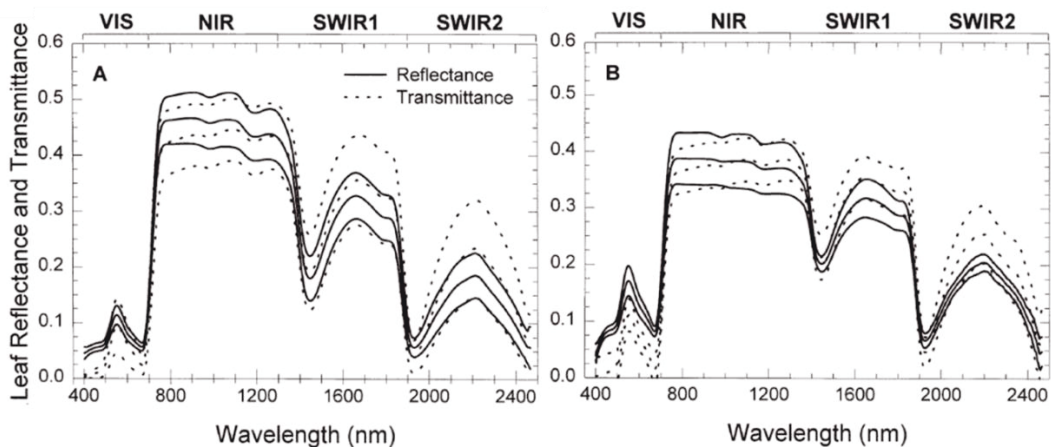 VIS NIR SWIR1 SWIR2
VIS NIR SWIR1 SWIR2
Leaf Reflectance and Transmittance
0.6
0.5
0.4
0.3
0.2
0.1
0.0
A
Reflectance
Transmittance
400 800 1200 1600 2000 2400
Wavelength (nm)
0.6
0.5
0.4
0.3
0.2
0.1
0.0
B
400 800 1200 1600 2000 2400
Wavelength (nm)